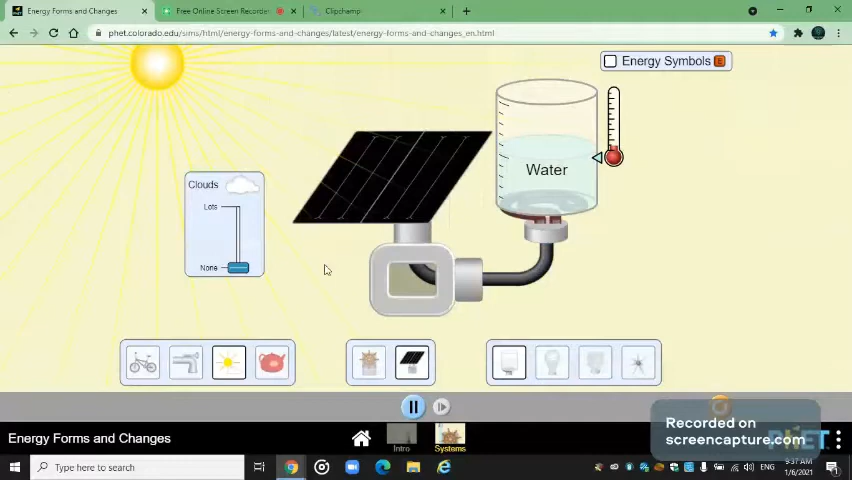 Energy Forms and Changes
Free Online Screen Recorder
Clipchamp
phet.colorado.edu/sims/html/energy-forms-and-changes/latest/energy-forms-and-changes_en.html
Energy Symbols E
Clouds
Lots
None
Water
Recorded on
screencapture.com
Energy Forms and Changes
Intro
Systems
PhET
Type here to search
ENG
9:37 AM
1/6/2021